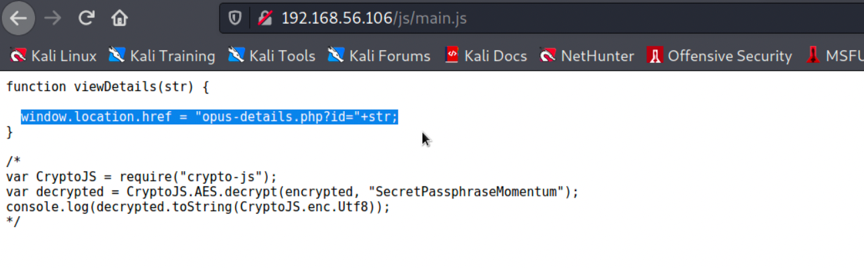 192.168.56.106/js/main.js
Kali Linux Kali Training Kali Tools Kali Forums Kali Docs NetHunter Offensive Security MSFU
function viewDetails(str) {
window.location.href = "opus-details.php?id="+str;
}
/*
var CryptoJS = require("crypto-js");
var decrypted = CryptoJS.AES.decrypt(encrypted, "SecretPassphraseMomentum");
console.log(decrypted.toString(CryptoJS.enc.Utf8));
*/